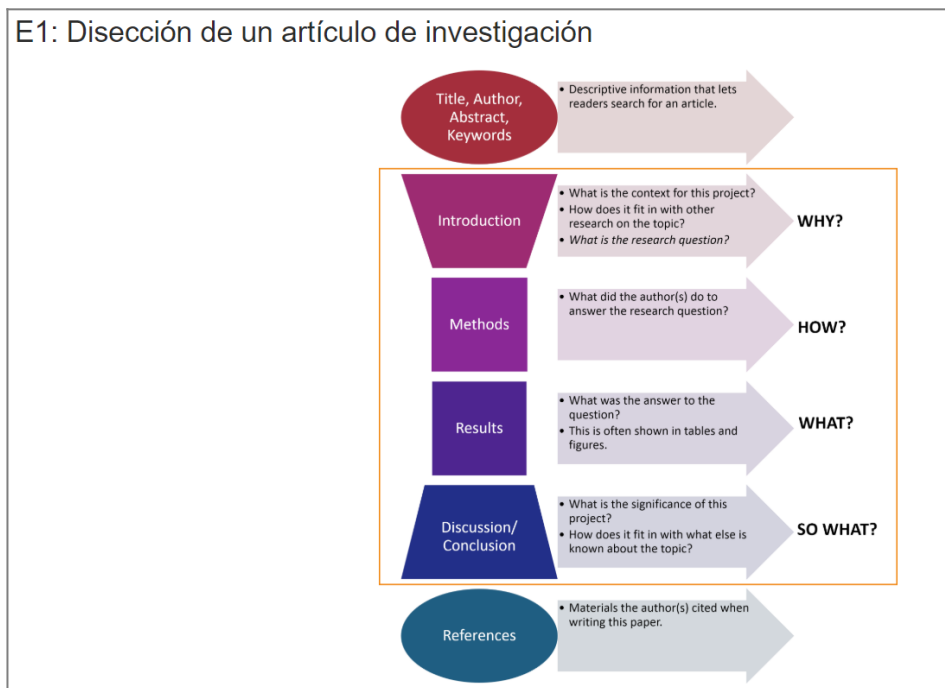 E1: Disección de un artículo de investigación
Title, Author,
Abstract,
Keywords
• Descriptive information that lets
readers search for an article.
Introduction
• What is the context for this project?
• How does it fit in with other
research on the topic?
• What is the research question?
WHY?
Methods
• What did the author(s) do to
answer the research question?
HOW?
Results
• What was the answer to the
question?
• This is often shown in tables and
figures.
WHAT?
Discussion/
Conclusion
• What is the significance of this
project?
• How does it fit in with what else is
known about the topic?
SO WHAT?
References
• Materials the author(s) cited when
writing this paper.